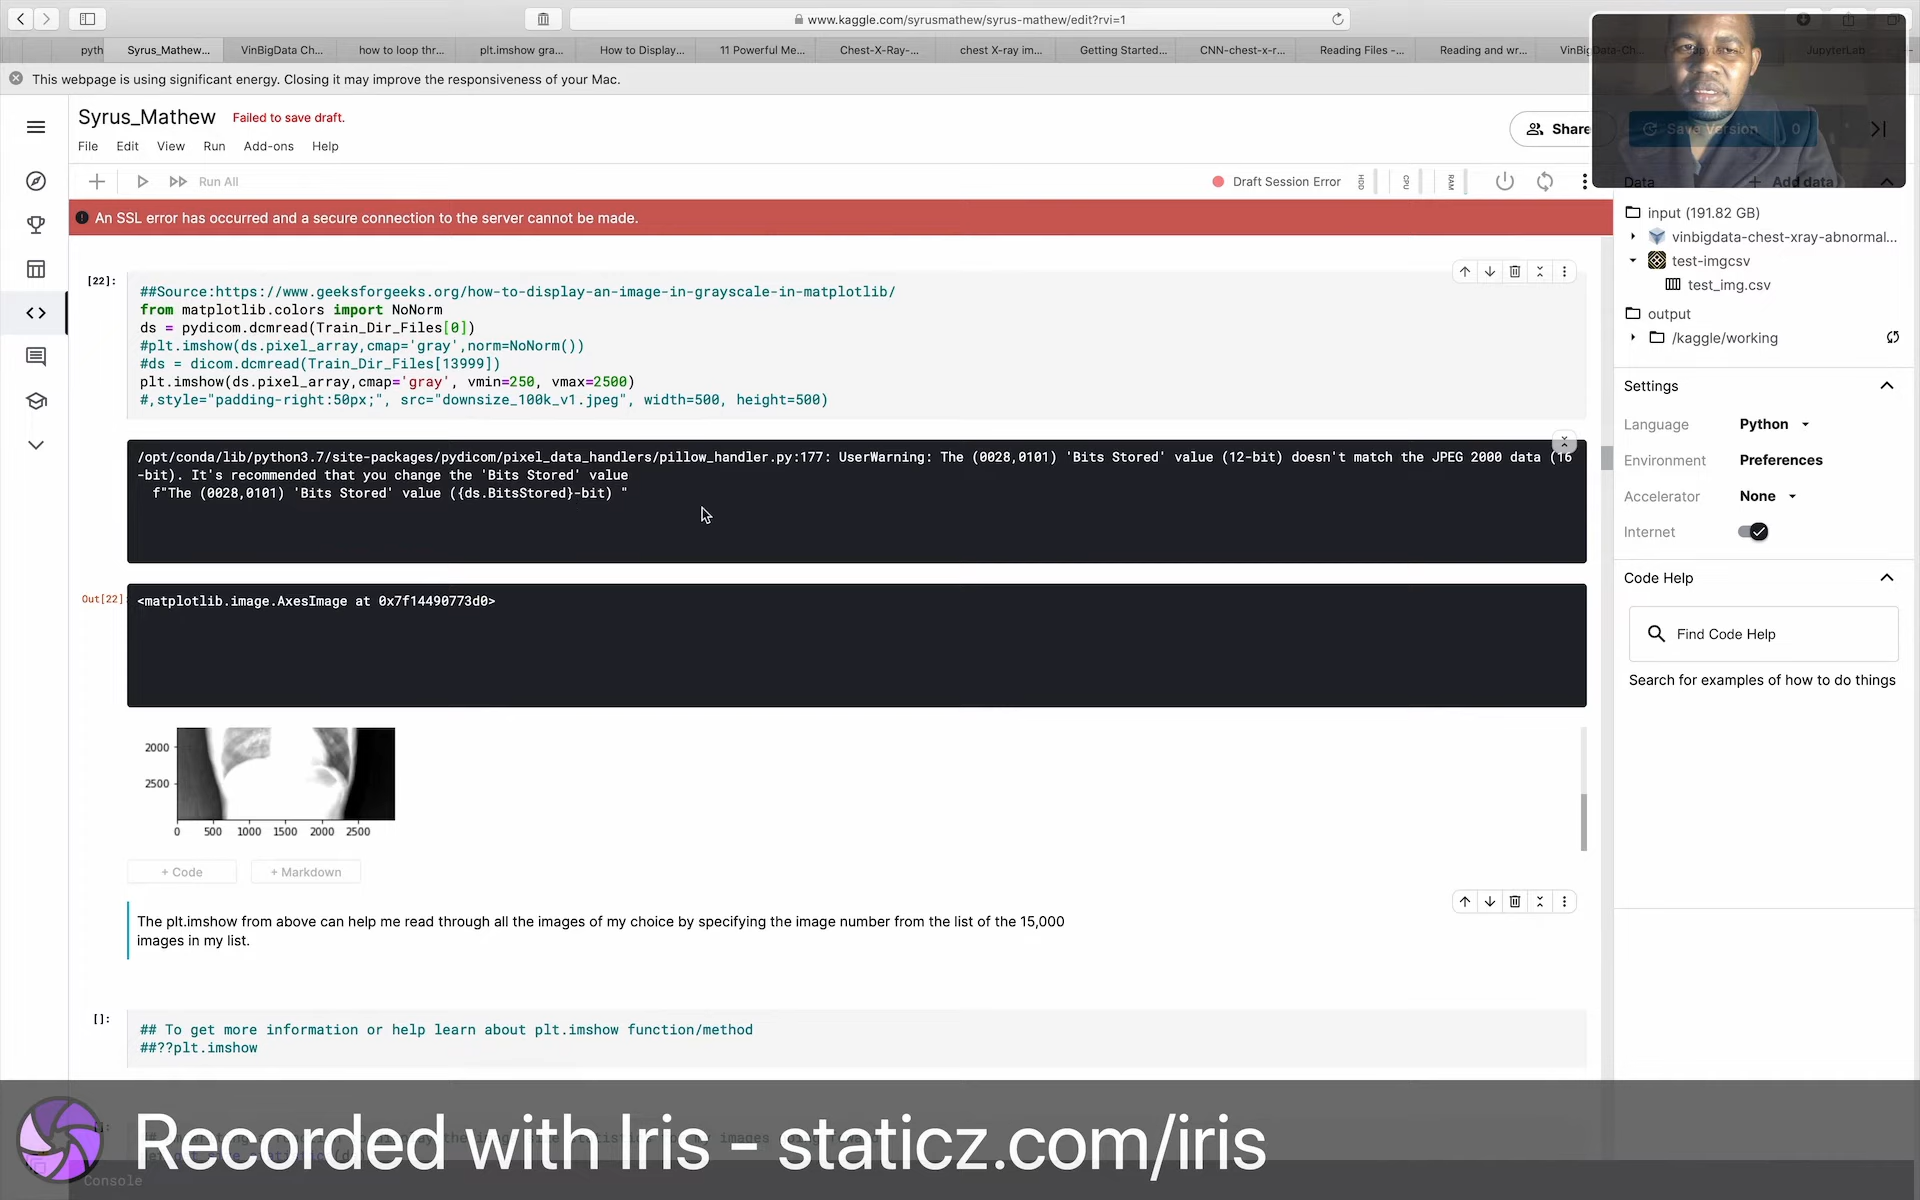 www.kaggle.com/syrusmathew/syrus-mathew/edit?rvi=1
pyth
Syrus_Mathew...
VinBigData Ch...
how to loop thr...
plt.imshow gra...
How to Display...
11 Powerful Me...
Chest-X-Ray-...
chest X-ray im...
Getting Started...
CNN-chest-x-r...
Reading Files -...
Reading and wr...
VinBigData-Ch...
JupyterLab
JupyterLab
This webpage is using significant energy. Closing it may improve the responsiveness of your Mac.
Syrus_Mathew Failed to save draft.
Share
Save Version 0
File Edit View Run Add-ons Help
Run All
Draft Session Error HDD CPU RAM
Data + Add data
An SSL error has occurred and a secure connection to the server cannot be made.
input (191.82 GB)
vinbigdata-chest-xray-abnormal...
test-imgcsv
test_img.csv
output
/kaggle/working
Settings
Language Python
Environment Preferences
Accelerator None
Internet
Code Help
Find Code Help
Search for examples of how to do things
[22]:
##Source:https://www.geeksforgeeks.org/how-to-display-an-image-in-grayscale-in-matplotlib/
from matplotlib.colors import NoNorm
ds = pydicom.dcmread(Train_Dir_Files[0])
#plt.imshow(ds.pixel_array,cmap='gray',norm=NoNorm())
#ds = dicom.dcmread(Train_Dir_Files[13999])
plt.imshow(ds.pixel_array,cmap='gray', vmin=250, vmax=2500)
#,style="padding-right:50px;", src="downsize_100k_v1.jpeg", width=500, height=500)
/opt/conda/lib/python3.7/site-packages/pydicom/pixel_data_handlers/pillow_handler.py:177: UserWarning: The (0028,0101) 'Bits Stored' value (12-bit) doesn't match the JPEG 2000 data (16
-bit). It's recommended that you change the 'Bits Stored' value
f"The (0028,0101) 'Bits Stored' value ({ds.BitsStored}-bit) "
Out[22]:
<matplotlib.image.AxesImage at 0x7f14490773d0>
2000
2500
0 500 1000 1500 2000 2500
+ Code + Markdown
The plt.imshow from above can help me read through all the images of my choice by specifying the image number from the list of the 15,000
images in my list.
[]:
## To get more information or help learn about plt.imshow function/method
##??plt.imshow
Recorded with Iris - staticz.com/iris
Console